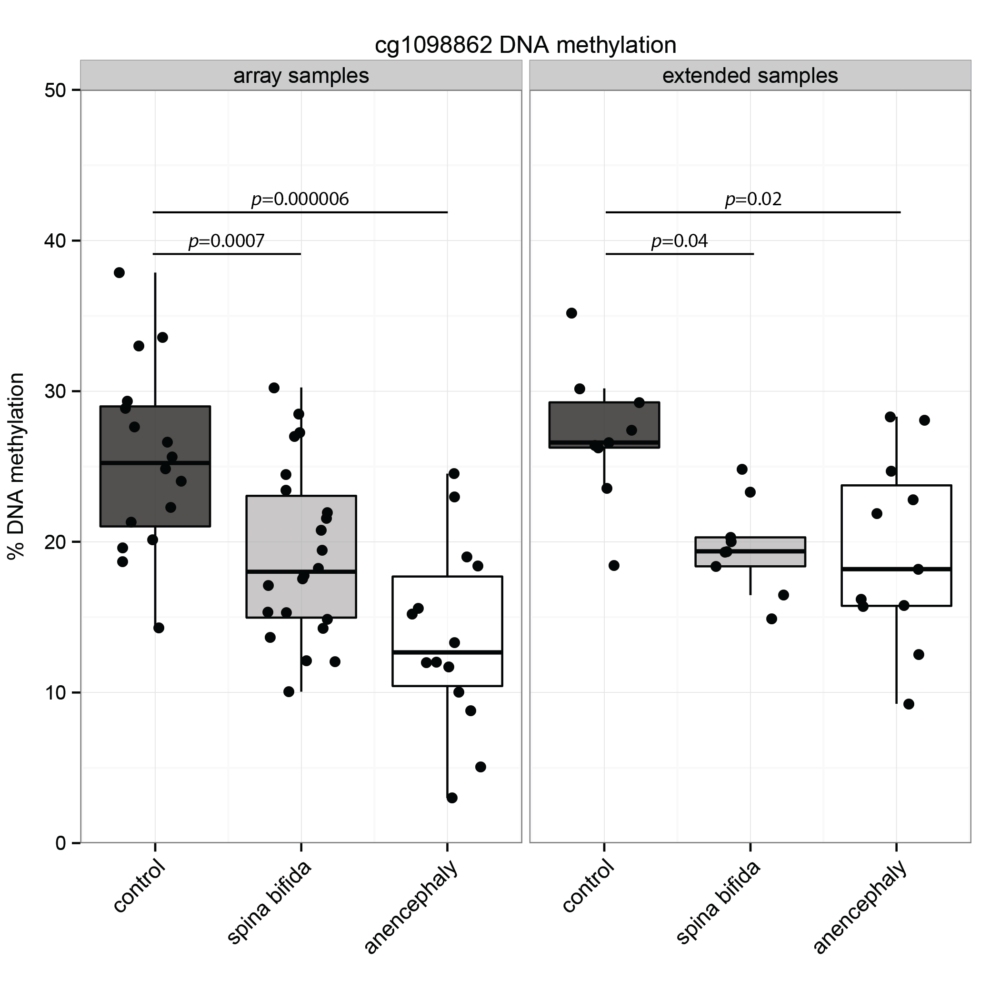 cg1098862 DNA methylation
array samples
extended samples
50
40
30
20
10
0
% DNA methylation
p=0.000006
p=0.0007
p=0.02
p=0.04
control
spina bifida
anencephaly
control
spina bifida
anencephaly